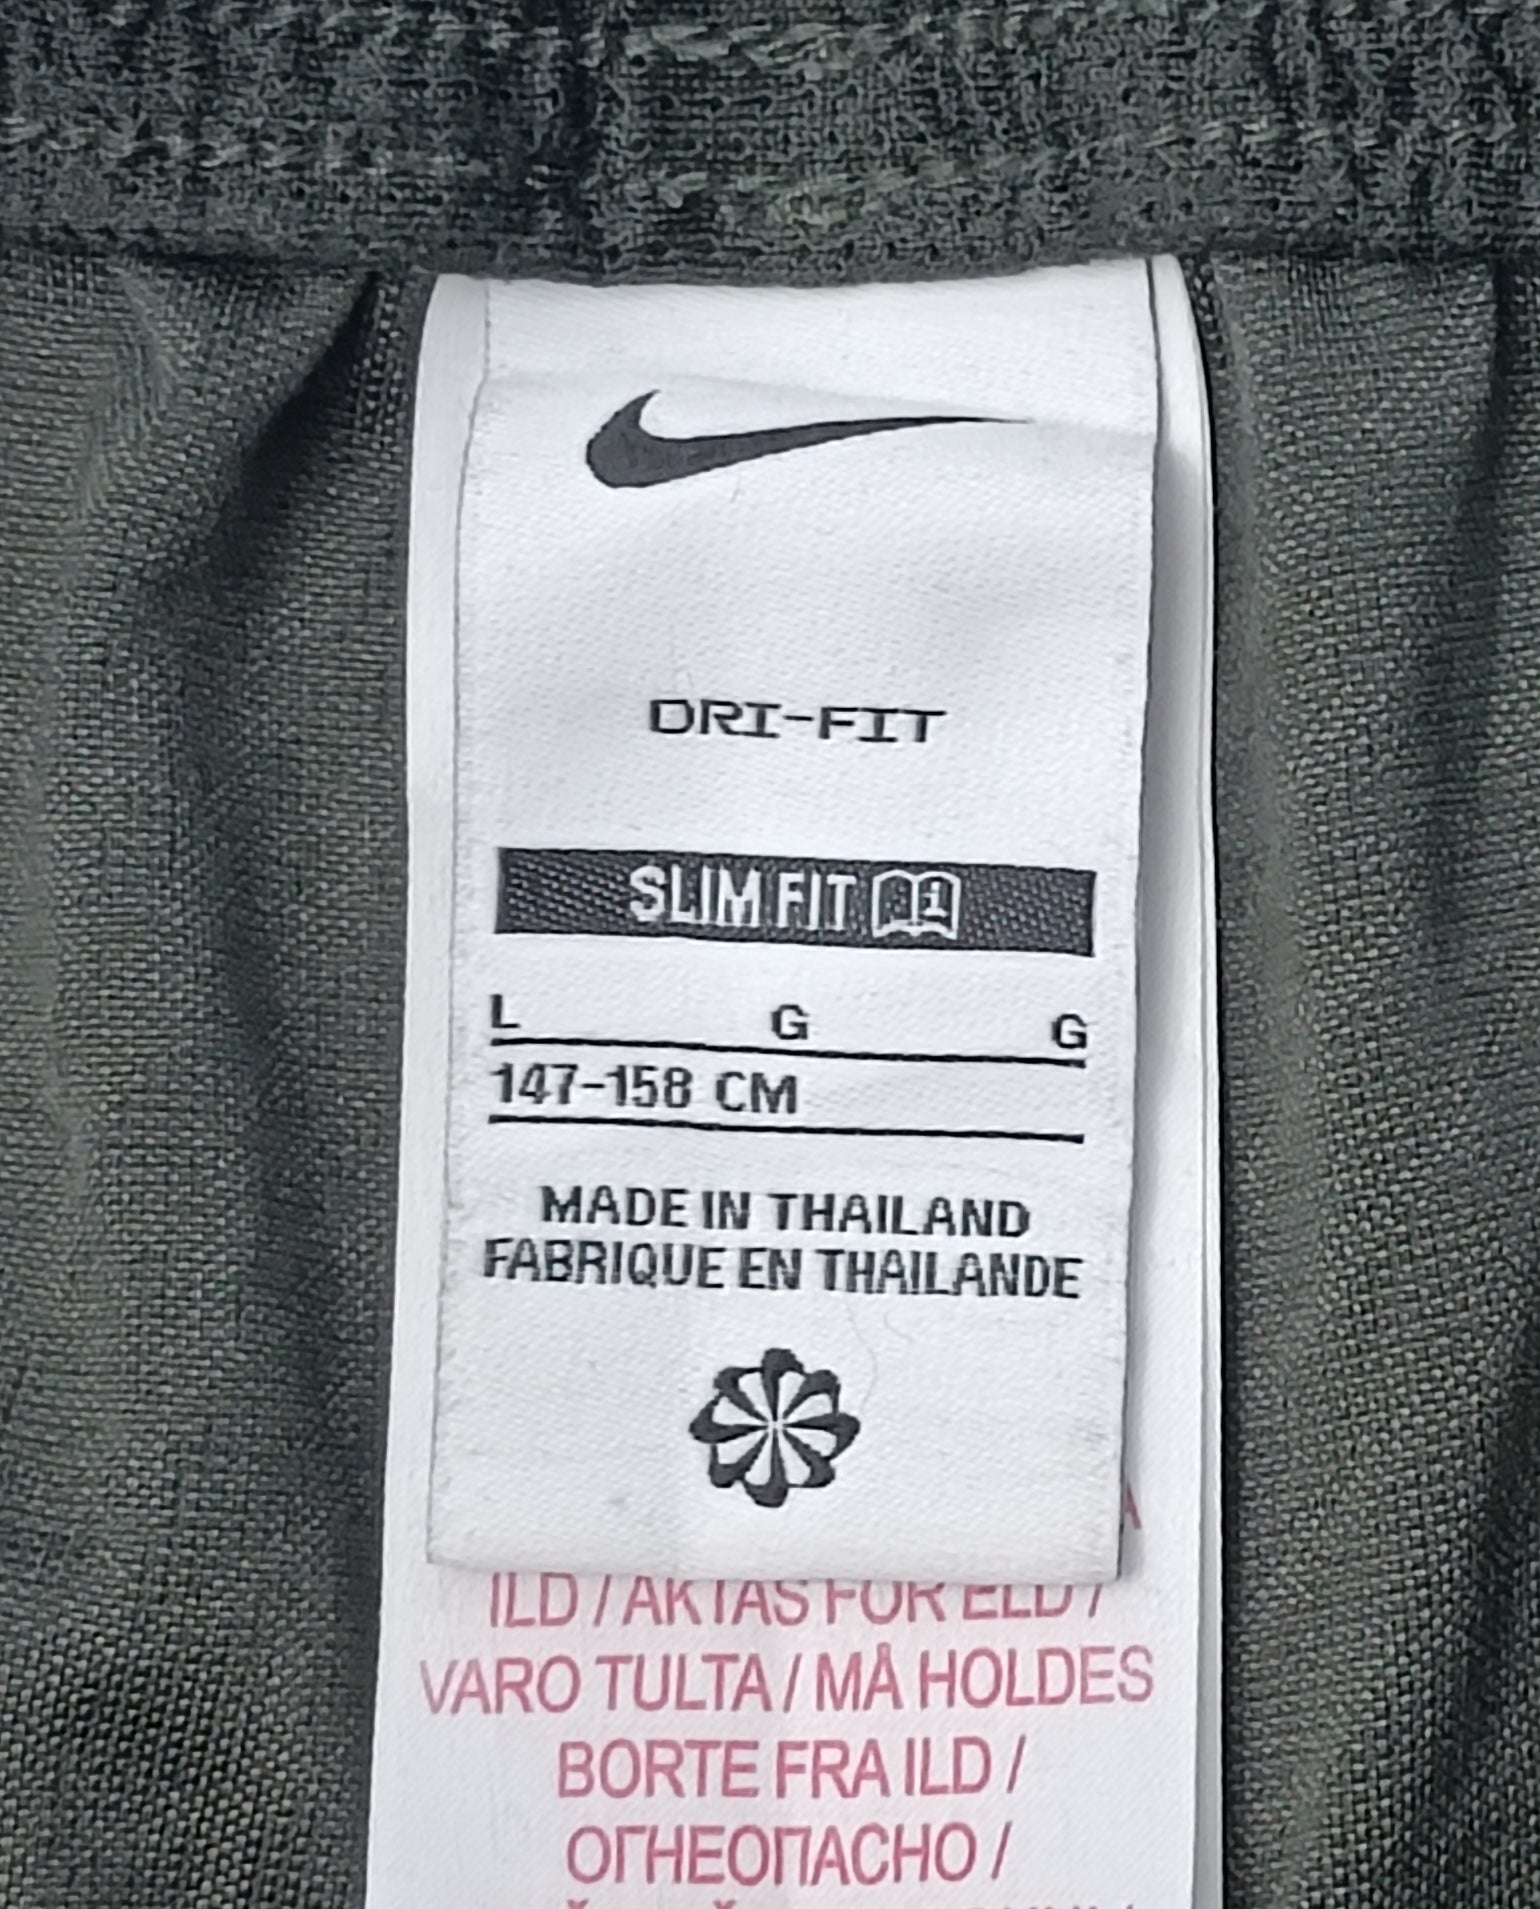 DRI-FIT
SLIM FIT i
L G G
147-158 CM
MADE IN THAILAND
FABRIQUE EN THAILANDE
ILD / AKTAS FÖR ELD /
VARO TULTA / MÅ HOLDES
BORTE FRA ILD /
ОГНЕОПАСНО /